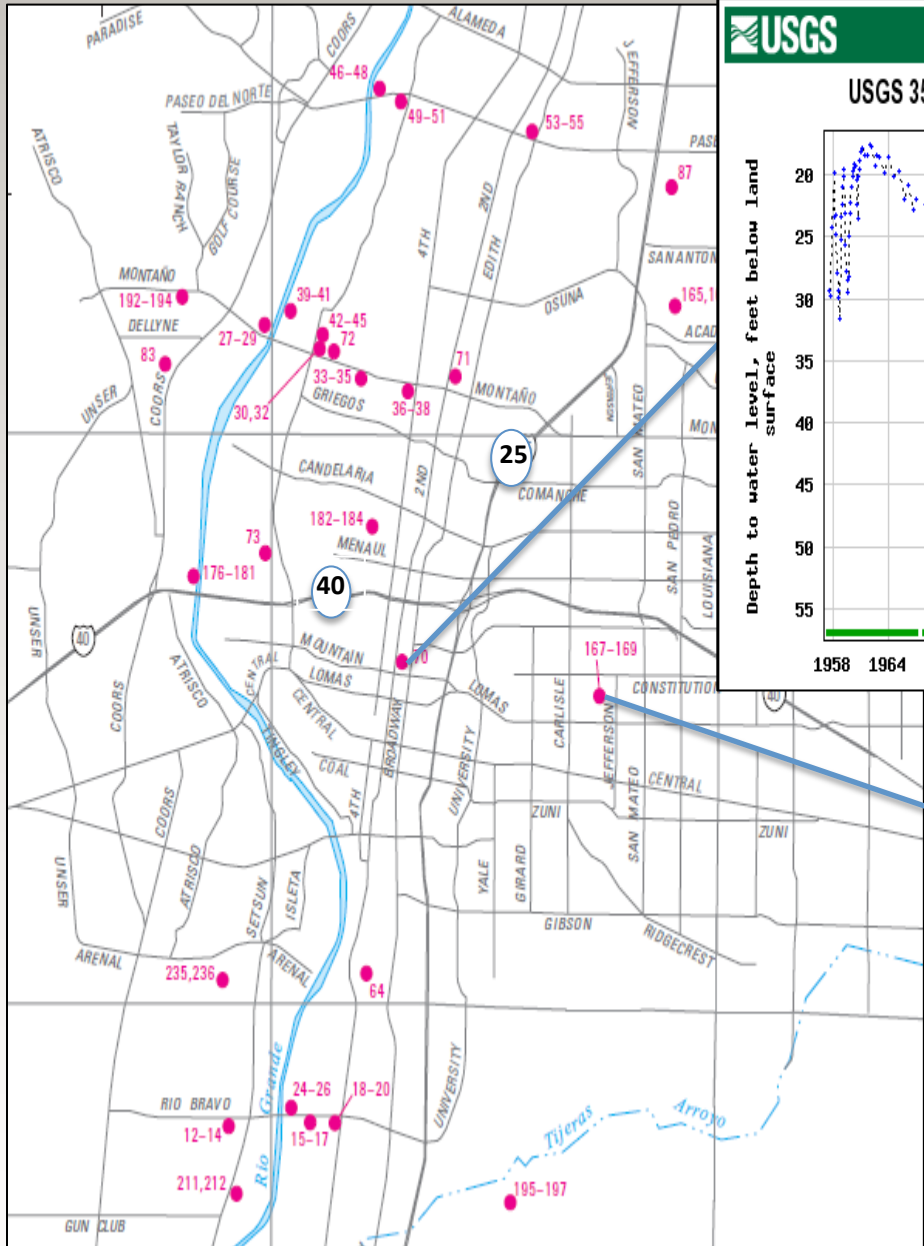 PARADISE
COORS
ALAMEDA
JEFFERSON
46–48
PASEO DEL NORTE
49–51
53–55
PASE
ATRISCO
TAYLOR RANCH
GOLF COURSE
4TH
2ND
EDITH
87
SAN ANTON
MONTAÑO
192–194
39–41
OSUNA
165,1
DELLYNE
27–29
42–45
72
ACAD
83
71
UNSER
COORS
33–35
MONTAÑO
30,32
GRIEGOS
36–38
JEFFERSON
SAN MATEO
MON
25
CANDELARIA
2ND
COMANCHE
182–184
MENAUL
SAN PEDRO
LOUISIANA
73
176–181
40
UNSER
40
MOUNTAIN
70
167–169
ATRISCO
CENTRAL
LOMAS
LOMAS
CONSTITUTIO
40
COORS
CENTRAL
BROADWAY
CARLISLE
JEFFERSON
TINGLEY
COAL
UNIVERSITY
CENTRAL
4TH
ZUNI
SAN MATEO
ZUNI
COORS
UNSER
ATRISCO
SETSUN
ISLETA
YALE
GIRARD
GIBSON
RIDGECREST
ARENAL
ARENAL
235,236
64
UNIVERSITY
RIO BRAVO
Rio Grande
24–26
18–20
12–14
15–17
Tijeras Arroyo
211,212
195–197
GUN CLUB
USGS
USGS 35
Depth to water level, feet below land surface
20
25
30
35
40
45
50
55
1958 1964